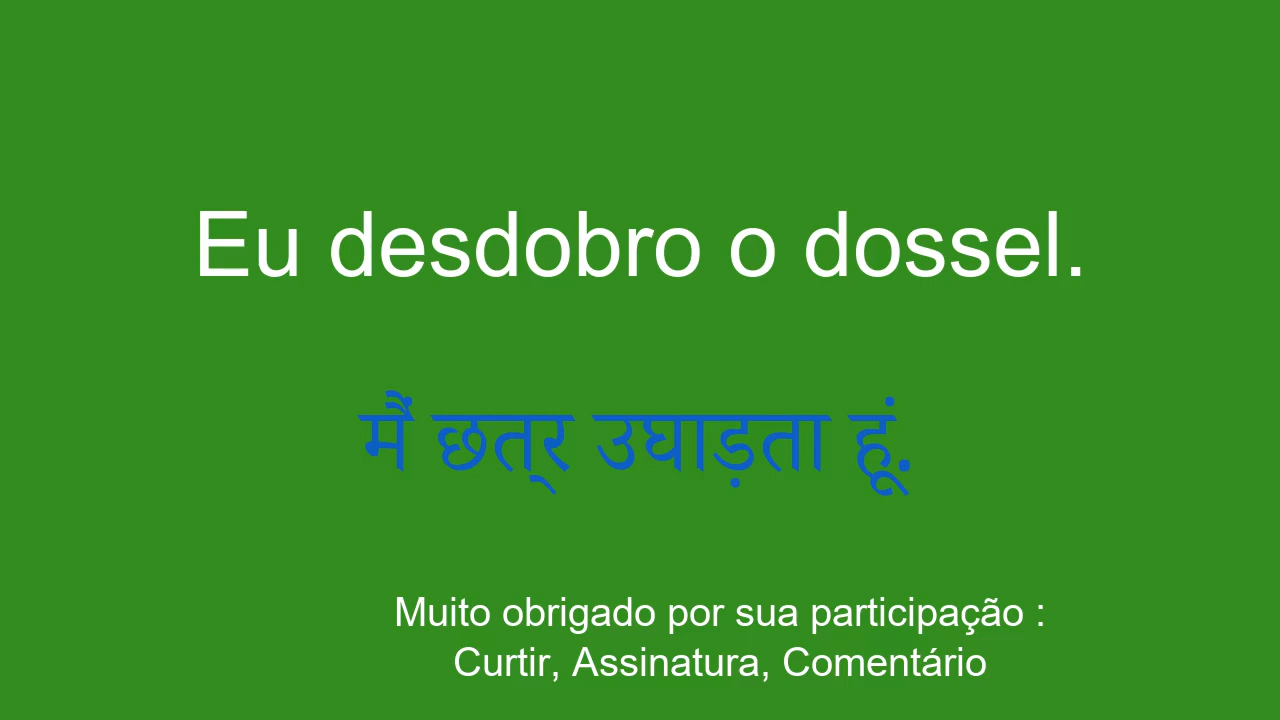 Eu desdobro o dossel.
मैं छत्र उघाड़ता हूं.
Muito obrigado por sua participação :
Curtir, Assinatura, Comentário